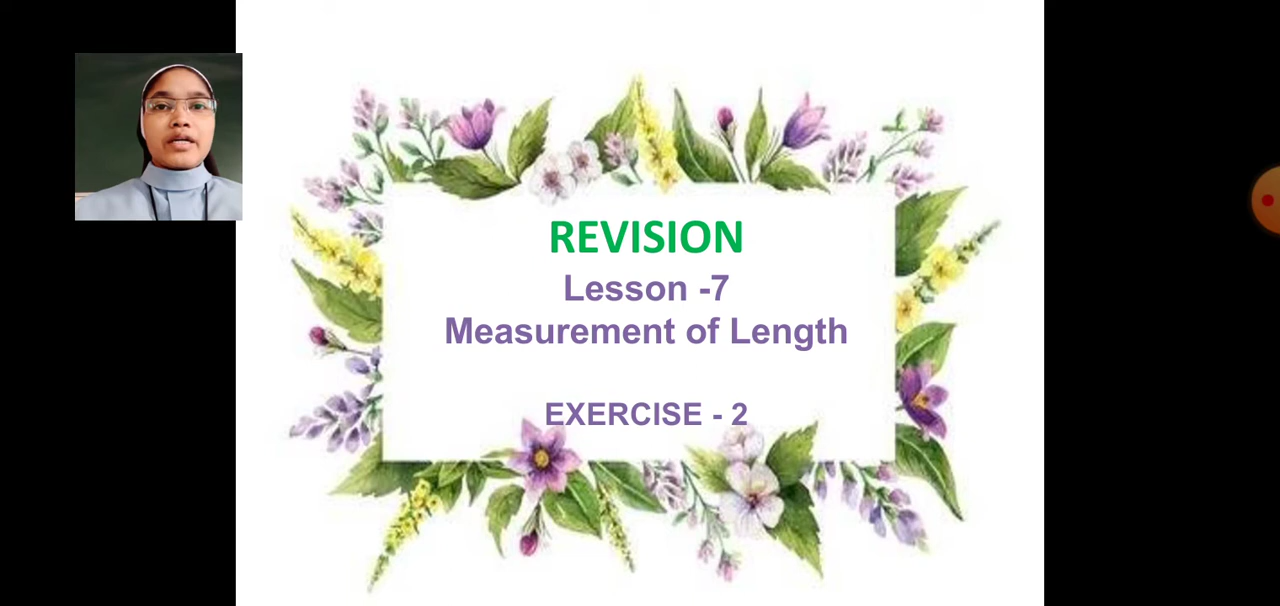 REVISION
Lesson -7
Measurement of Length
EXERCISE - 2